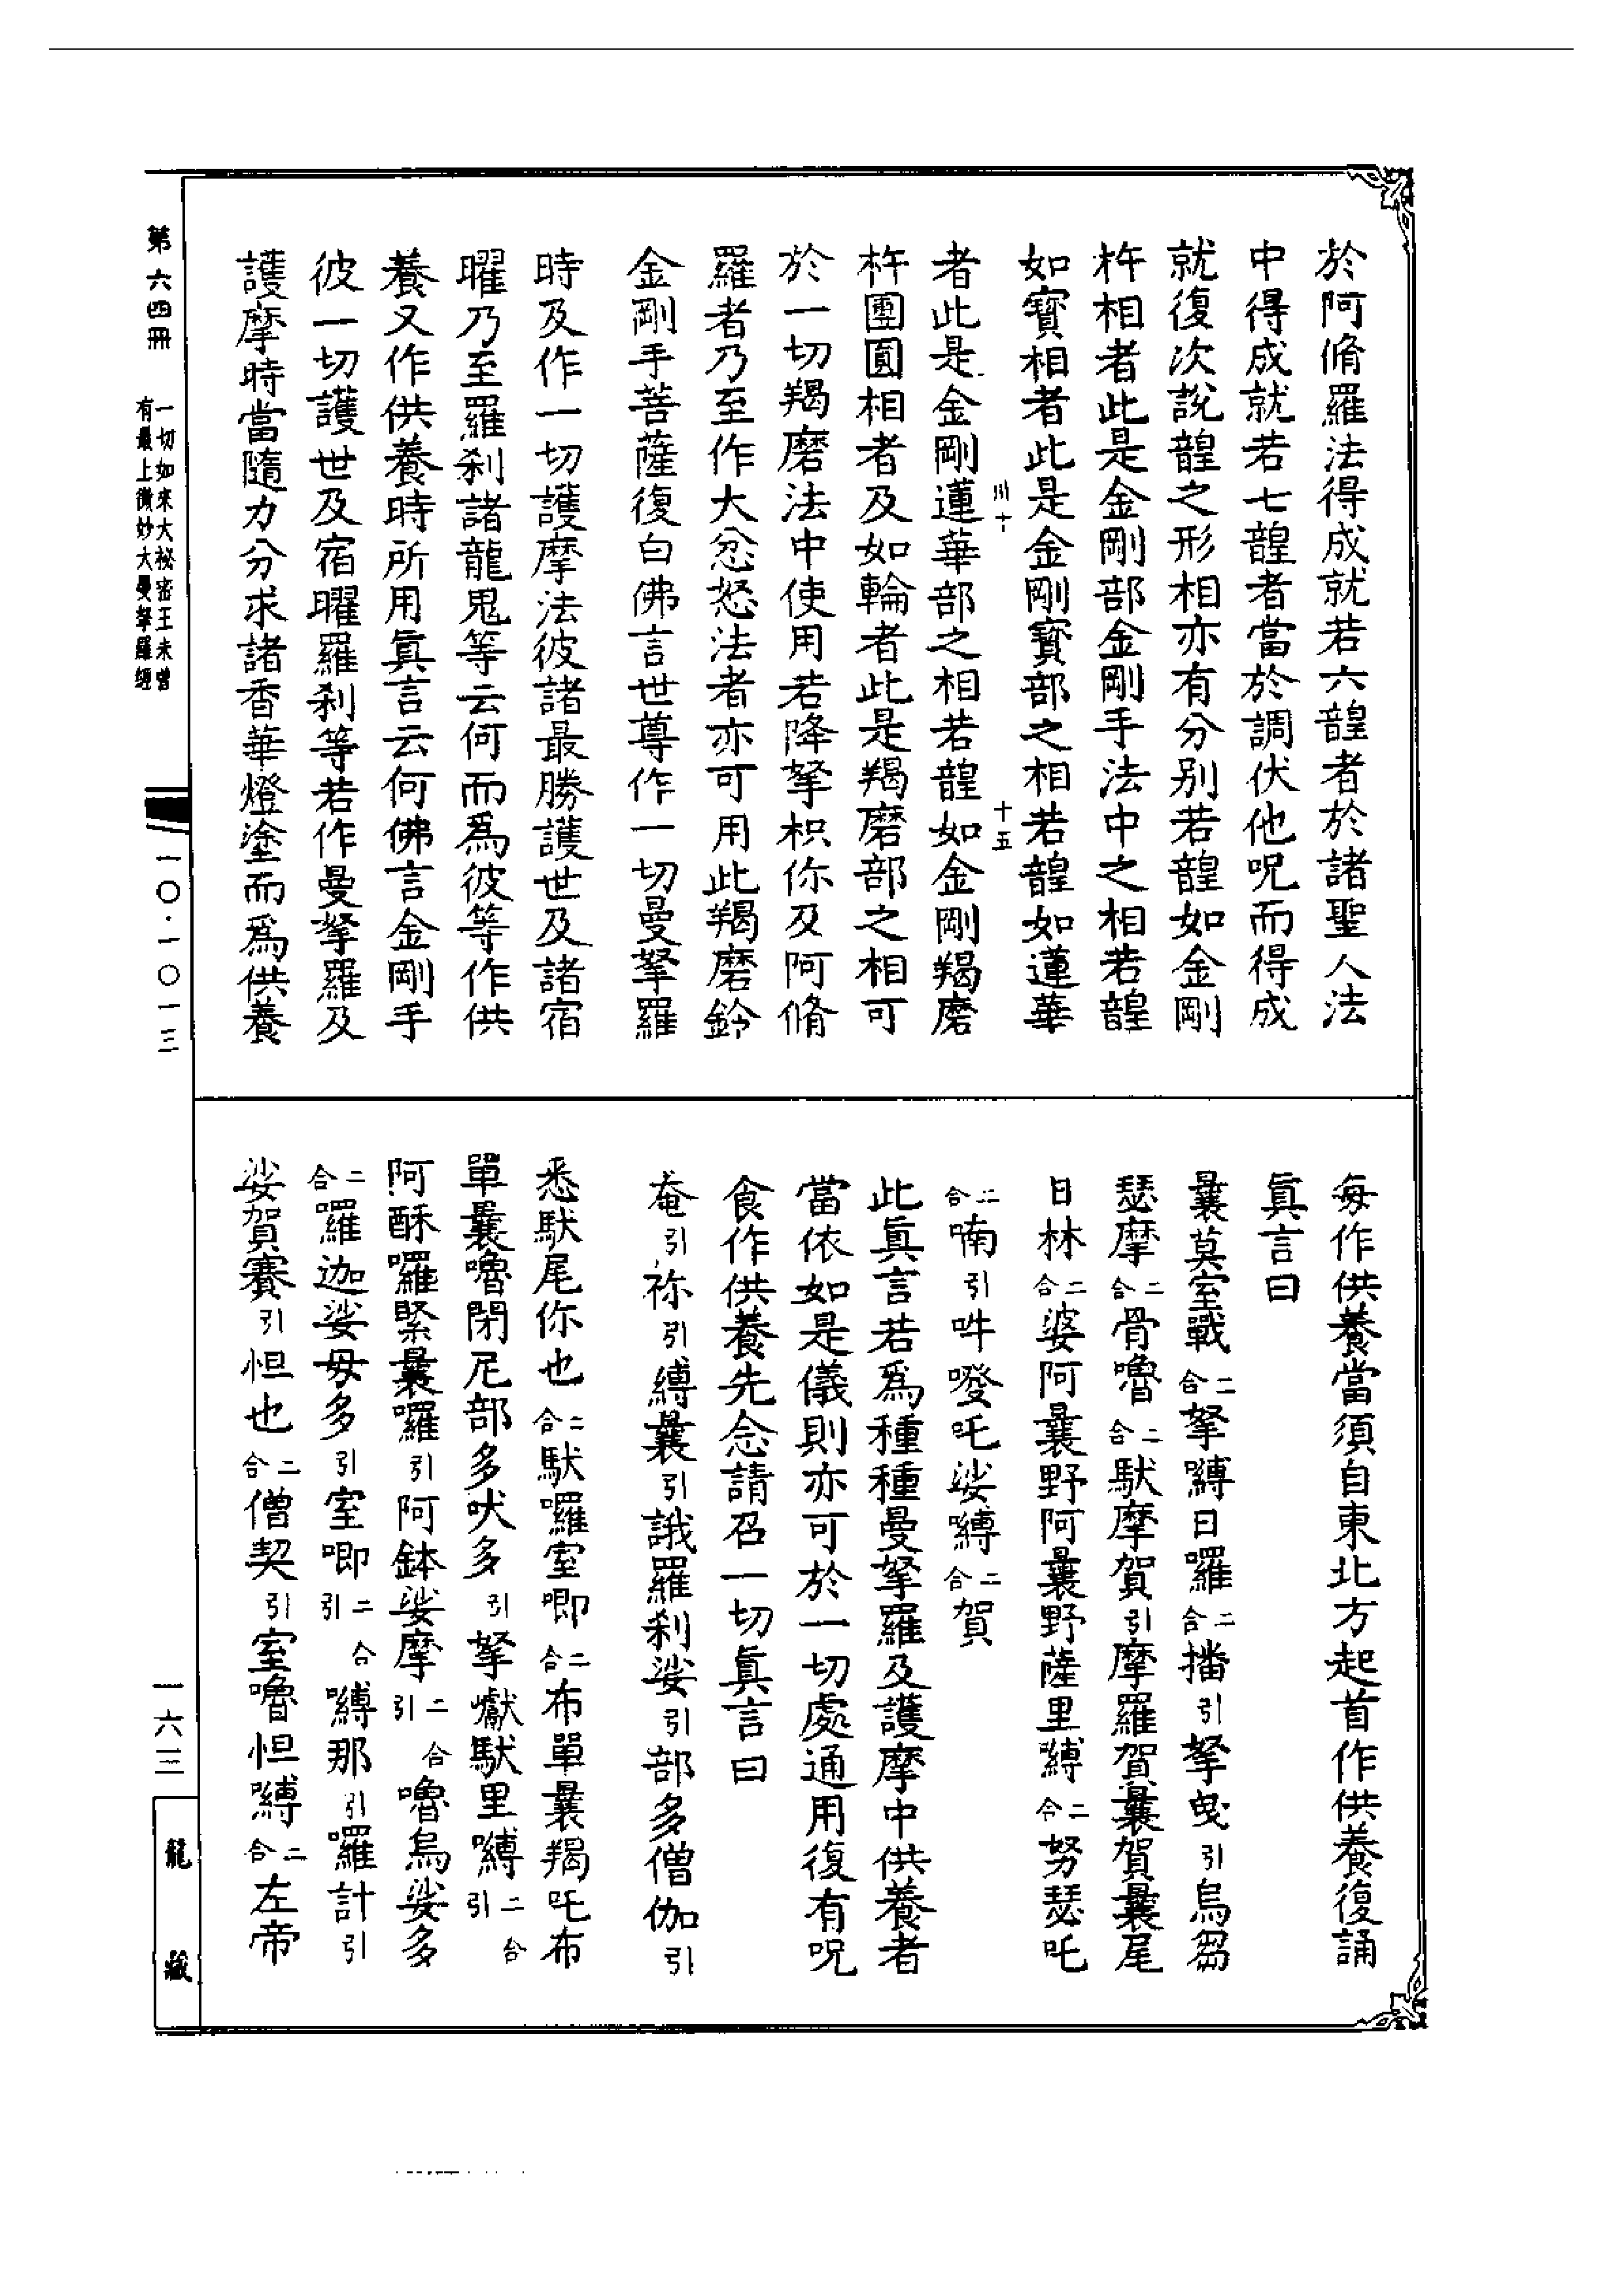 於阿脩羅法得成就若六鍠者於諸聖人法
中得成就若七鍠者當於調伏他呪而得成
就復次說鍠之形相亦有分別若鍠如金剛
杵相者此是金剛部金剛手法中之相若鍠
如寶相者此是金剛寶部之相若鍠如蓮華
卅十 十五
者此是金剛蓮華部之相若鍠如金剛羯磨
杵團圓相者及如輪者此是羯磨部之相可
於一切羯磨法中使用若降拏枳你及阿脩
羅者乃至作大忿怒法者亦可用此羯磨鈴
金剛手菩薩復白佛言世尊作一切曼拏羅
時及作一切護摩法彼諸最勝護世及諸宿
曜乃至羅剎諸龍鬼等云何而爲彼等作供
養又作供養時所用眞言云何佛言金剛手
彼一切護世及宿曜羅剎等若作曼拏羅及
護摩時當隨力分求諸香華燈塗而爲供養
每作供養當須自東北方起首作供養復誦
眞言曰
曩莫室戰二合拏嚩日囉二合播引拏曳引烏芻
瑟摩二合骨嚕二合馱摩賀引摩羅賀曩賀曩尾
日林二合婆阿曩野阿曩野薩里嚩二合努瑟吒
二合喃引吽噔吒娑嚩二合賀
此眞言若爲種種曼拏羅及護摩中供養者
當依如是儀則亦可於一切處通用復有呪
食作供養先念請召一切眞言曰
唵引祢引嚩曩引誐羅剎娑引部多僧伽引
悉馱尾你也二合馱囉室唧二合布單曩羯吒布
單曩嚕閉尼部多吠多引拏巘馱里嚩二合引
阿酥囉緊曩囉引阿鉢娑摩二合引嚕烏娑多
二合羅迦娑毋多引室唧二合引嚩那引囉計引
娑賀賽引怛也二合僧契引室嚕怛嚩二合左帝
第六四冊
一切如來大祕密王未曾
有最上微妙大曼拏羅經
一〇·一〇一三
一六三
龍藏